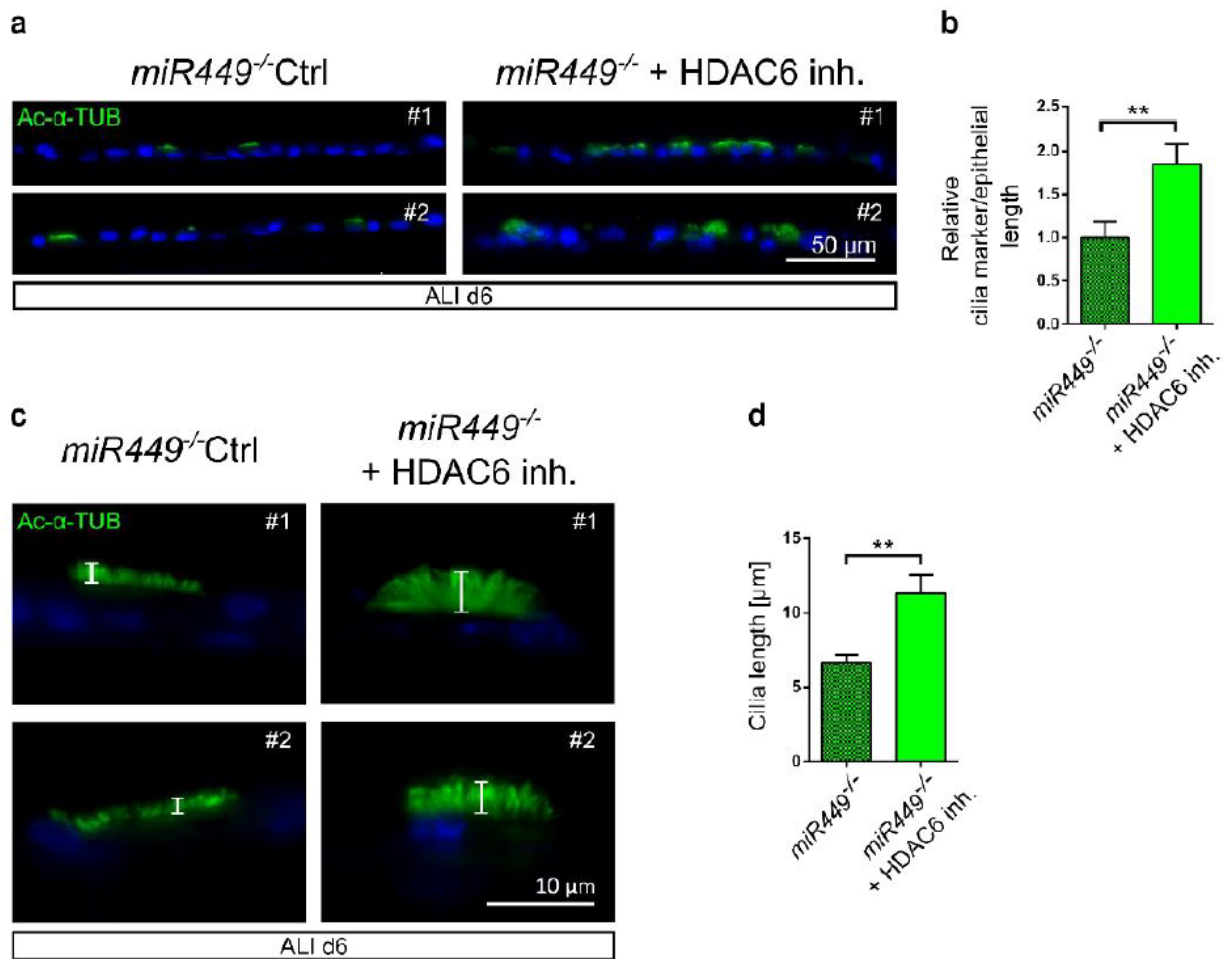 a
miR449-/-Ctrl
miR449-/- + HDAC6 inh.
Ac-α-TUB
#1
#1
#2
#2
50 µm
ALI d6
b
Relative
cilia marker/epithelial
length
2.5
2.0
1.5
1.0
0.5
0.0
**
miR449-/-
miR449-/-
+ HDAC6 inh.
c
miR449-/-Ctrl
miR449-/-
+ HDAC6 inh.
Ac-α-TUB
#1
#1
#2
#2
10 µm
ALI d6
d
Cilia length [µm]
15
10
5
0
**
miR449-/-
miR449-/-
+ HDAC6 inh.